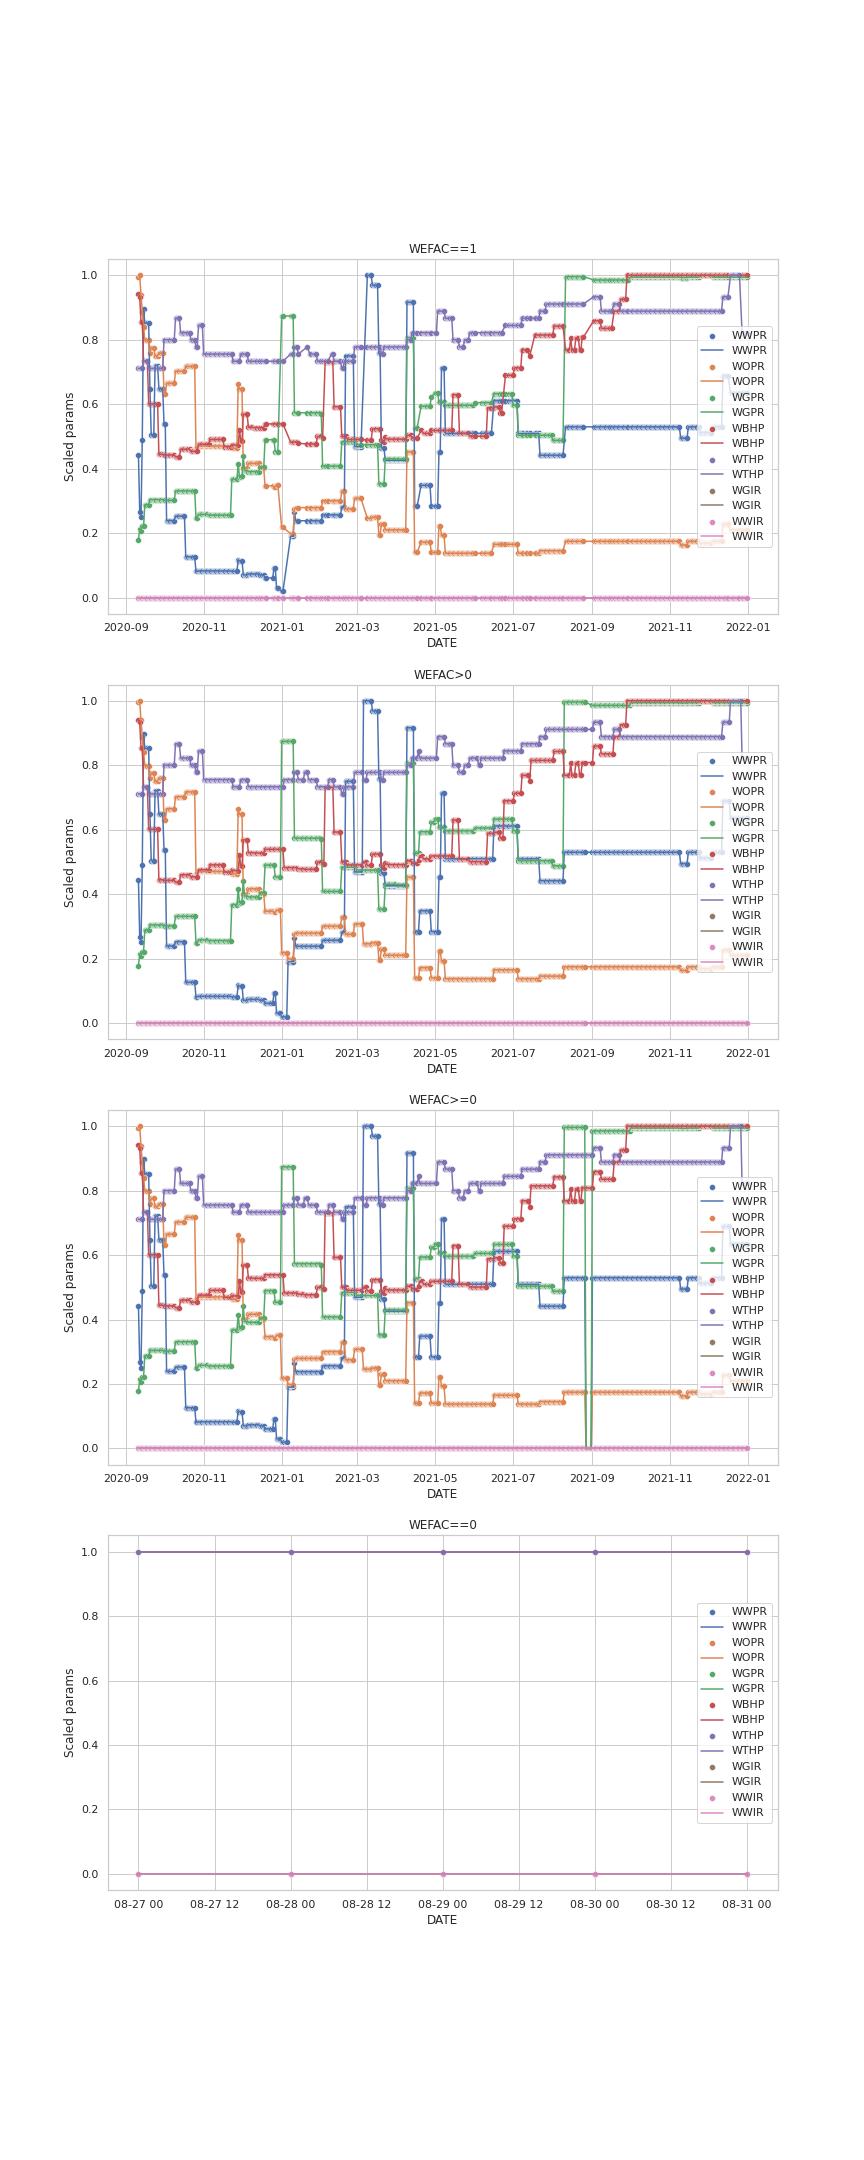 WEFAC==1
1.0
0.8
0.6
0.4
0.2
0.0
Scaled params
WWPR
WWPR
WOPR
WOPR
WGPR
WGPR
WBHP
WBHP
WTHP
WTHP
WGIR
WGIR
WWIR
WWIR
2020-09 2020-11 2021-01 2021-03 2021-05 2021-07 2021-09 2021-11 2022-01
DATE
WEFAC>0
1.0
0.8
0.6
0.4
0.2
0.0
Scaled params
WWPR
WWPR
WOPR
WOPR
WGPR
WGPR
WBHP
WBHP
WTHP
WTHP
WGIR
WGIR
WWIR
WWIR
2020-09 2020-11 2021-01 2021-03 2021-05 2021-07 2021-09 2021-11 2022-01
DATE
WEFAC>=0
1.0
0.8
0.6
0.4
0.2
0.0
Scaled params
WWPR
WWPR
WOPR
WOPR
WGPR
WGPR
WBHP
WBHP
WTHP
WTHP
WGIR
WGIR
WWIR
WWIR
2020-09 2020-11 2021-01 2021-03 2021-05 2021-07 2021-09 2021-11 2022-01
DATE
WEFAC==0
1.0
0.8
0.6
0.4
0.2
0.0
Scaled params
WWPR
WWPR
WOPR
WOPR
WGPR
WGPR
WBHP
WBHP
WTHP
WTHP
WGIR
WGIR
WWIR
WWIR
08-27 00 08-27 12 08-28 00 08-28 12 08-29 00 08-29 12 08-30 00 08-30 12 08-31 00
DATE